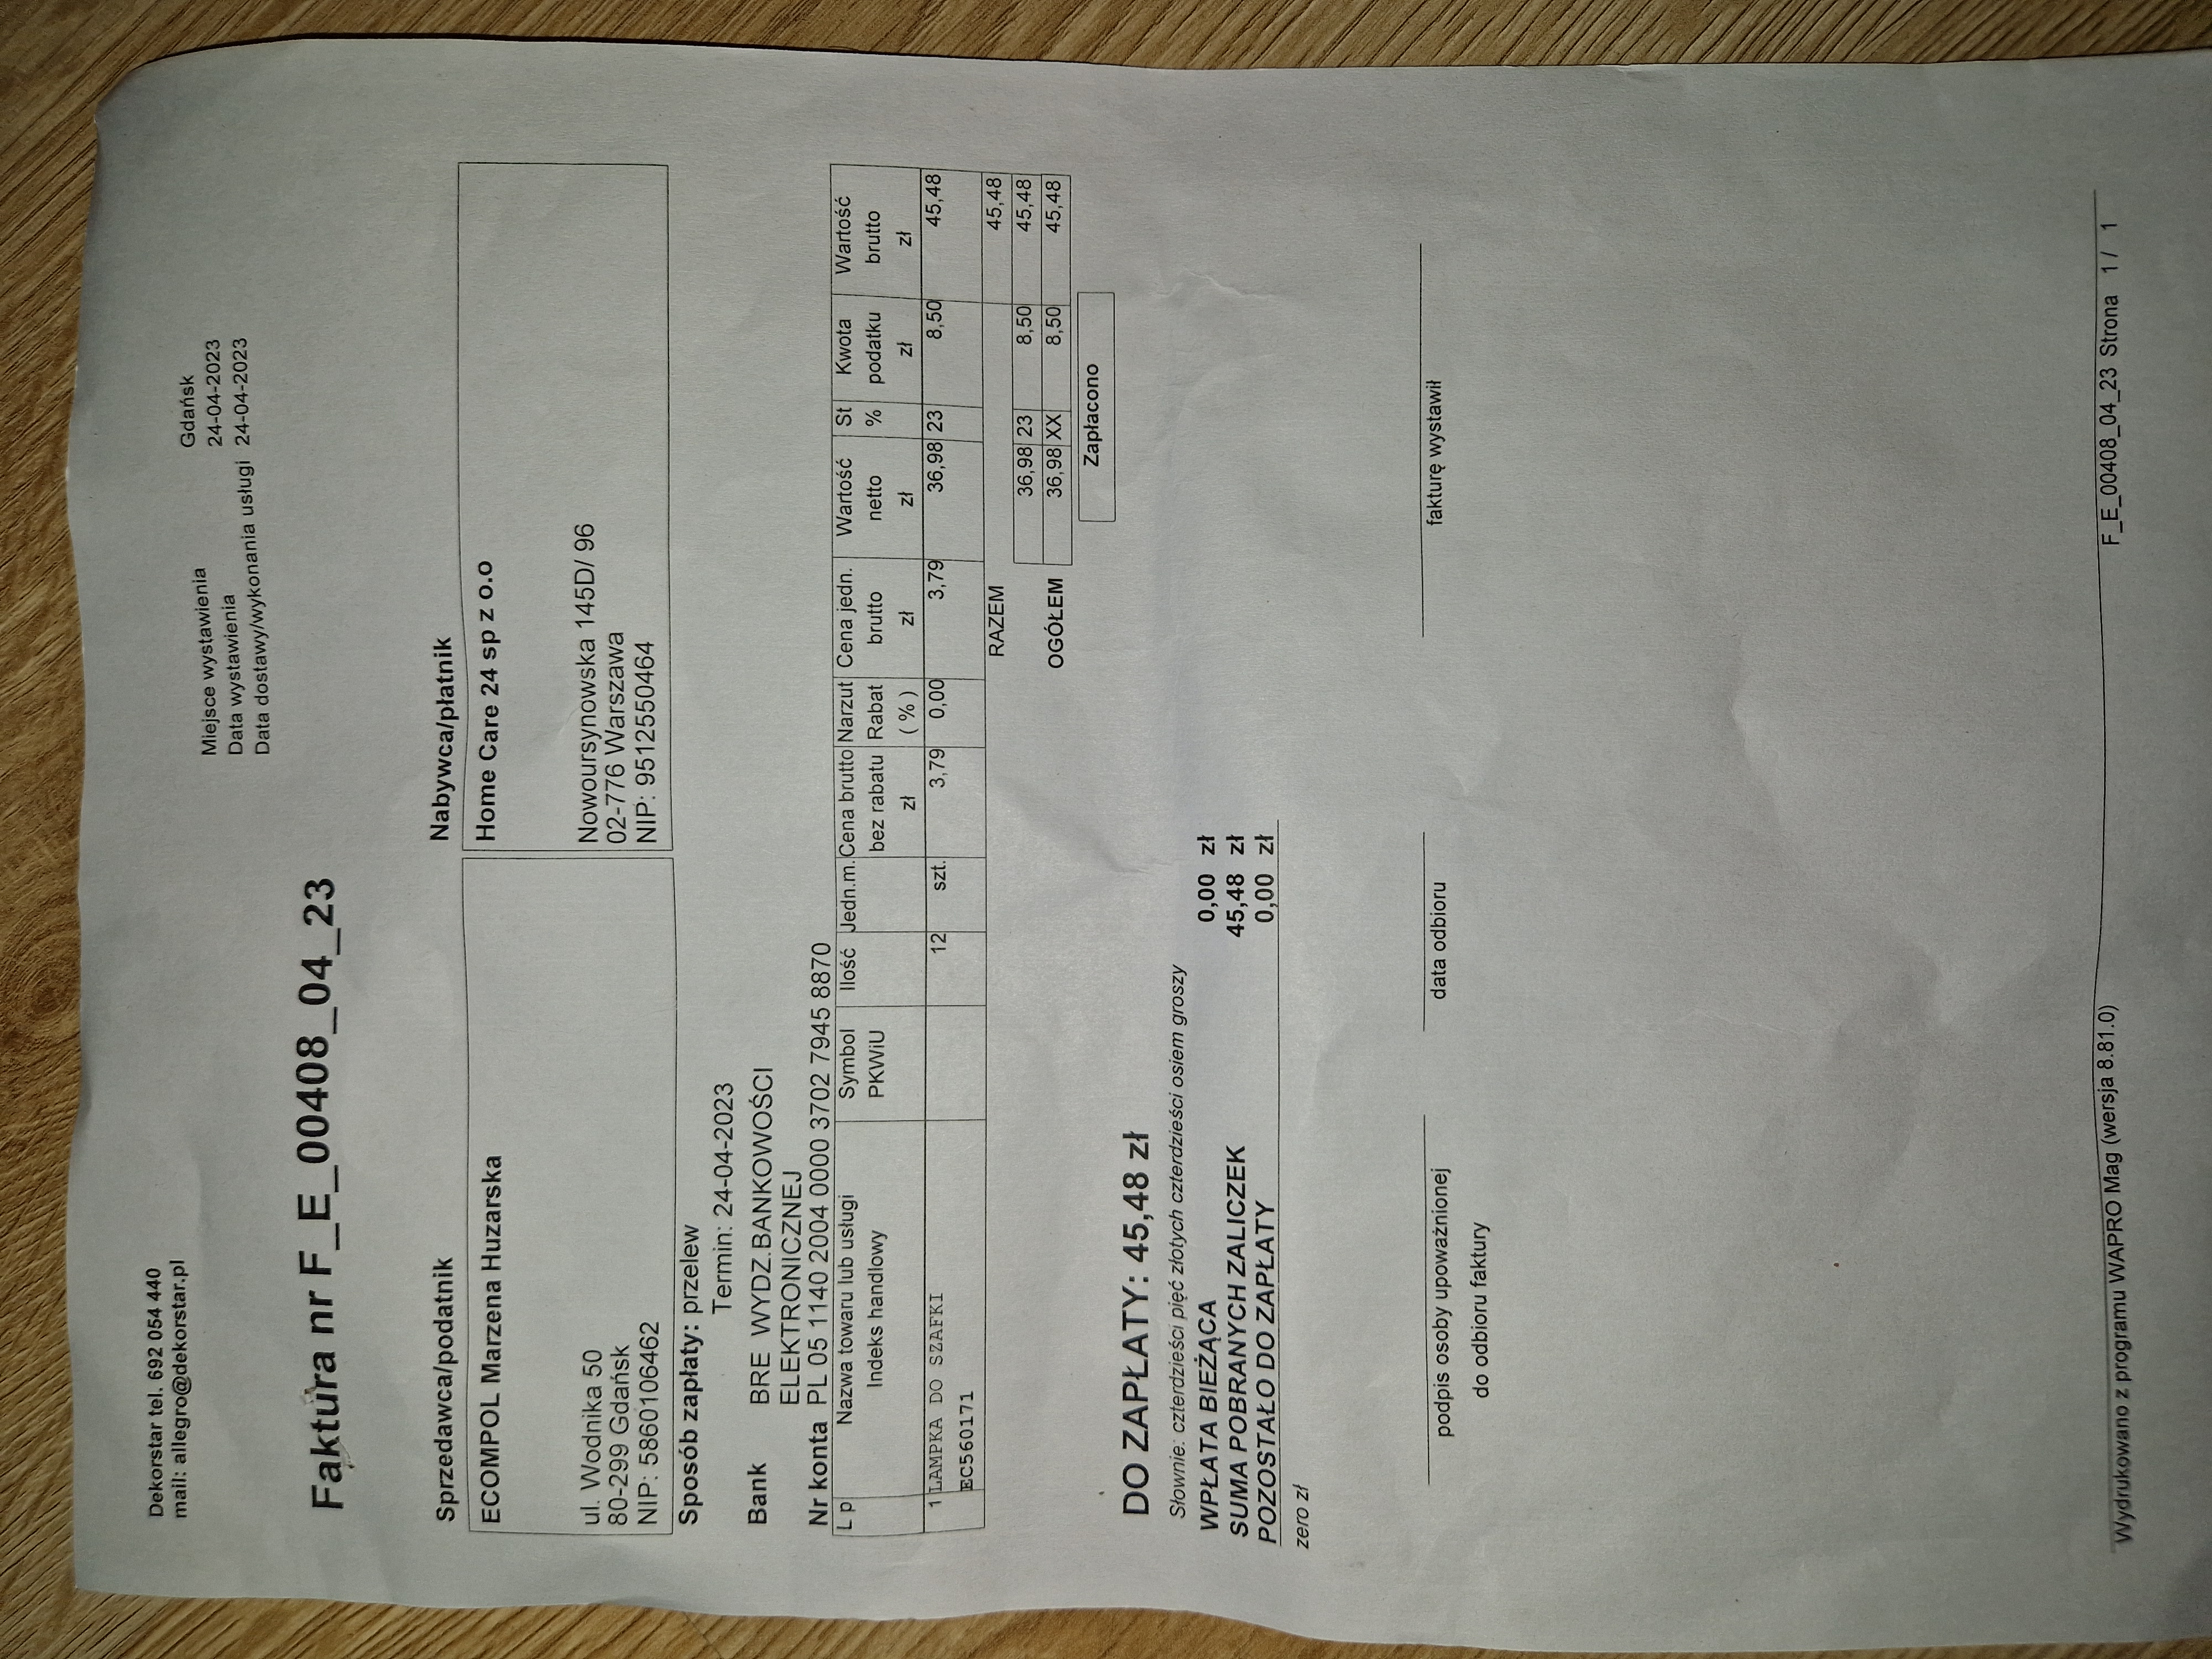 Dekorstar tel. 692 054 440
mail: allegro@dekorstar.pl
Miejsce wystawienia Gdańsk
Data wystawienia 24-04-2023
Data dostawy/wykonania usługi 24-04-2023
Faktura nr F_E_00408_04_23
Sprzedawca/podatnik
ECOMPOL Marzena Huzarska
ul. Wodnika 50
80-299 Gdańsk
NIP: 5860106462
Nabywca/płatnik
Home Care 24 sp z o.o
Nowoursynowska 145D/ 96
02-776 Warszawa
NIP: 9512550464
Sposób zapłaty: przelew
Termin: 24-04-2023
Bank BRE WYDZ.BANKOWOŚCI
ELEKTRONICZNEJ
Nr konta PL 05 1140 2004 0000 3702 7945 8870
L p Nazwa towaru lub usługi Symbol Ilość Jedn.m. Cena brutto Narzut Cena jedn. Wartość St Kwota Wartość
Indeks handlowy PKWiU bez rabatu Rabat brutto netto % podatku brutto
zł ( % ) zł zł zł zł
1 LAMPKA DO SZAFKI 12 szt. 3,79 0,00 3,79 36,98 23 8,50 45,48
EC560171
RAZEM 45,48
36,98 23 8,50 45,48
OGÓŁEM 36,98 XX 8,50 45,48
Zapłacono
DO ZAPŁATY: 45,48 zł
Słownie: czterdzieści pięć złotych czterdzieści osiem groszy
WPŁATA BIEŻĄCA 0,00 zł
SUMA POBRANYCH ZALICZEK 45,48 zł
POZOSTAŁO DO ZAPŁATY 0,00 zł
zero zł
podpis osoby upoważnionej data odbioru fakturę wystawił
do odbioru faktury
Wydrukowano z programu WAPRO Mag (wersja 8.81.0) F_E_00408_04_23 Strona 1 / 1